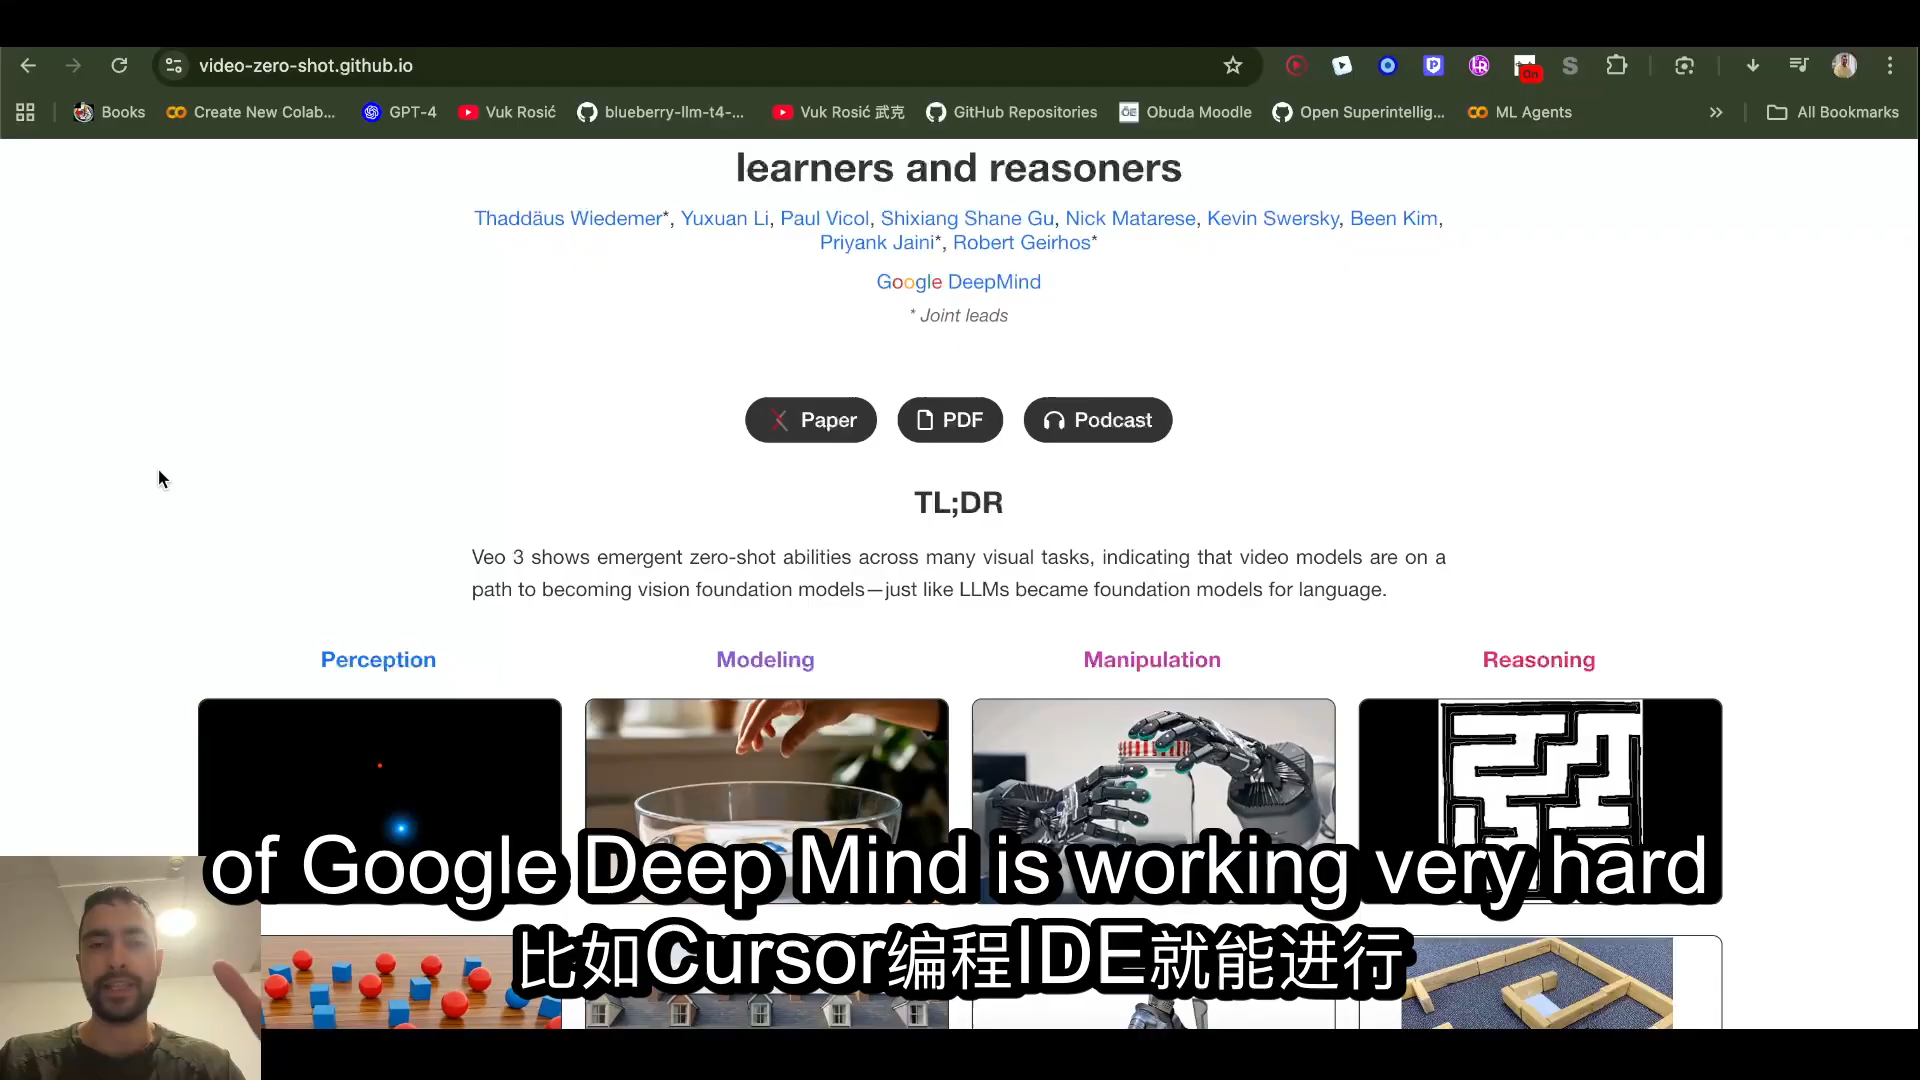 video-zero-shot.github.io
On
Books
Create New Colab...
GPT-4
Vuk Rosić
blueberry-llm-t4-...
Vuk Rosić 武克
GitHub Repositories
Obuda Moodle
Open Superintellig...
ML Agents
All Bookmarks
learners and reasoners
Thaddäus Wiedemer*, Yuxuan Li, Paul Vicol, Shixiang Shane Gu, Nick Matarese, Kevin Swersky, Been Kim,
Priyank Jaini*, Robert Geirhos*
Google DeepMind
* Joint leads
Paper
PDF
Podcast
TL;DR
Veo 3 shows emergent zero-shot abilities across many visual tasks, indicating that video models are on a
path to becoming vision foundation models—just like LLMs became foundation models for language.
Perception
Modeling
Manipulation
Reasoning
of Google Deep Mind is working very hard
比如Cursor编程IDE就能进行